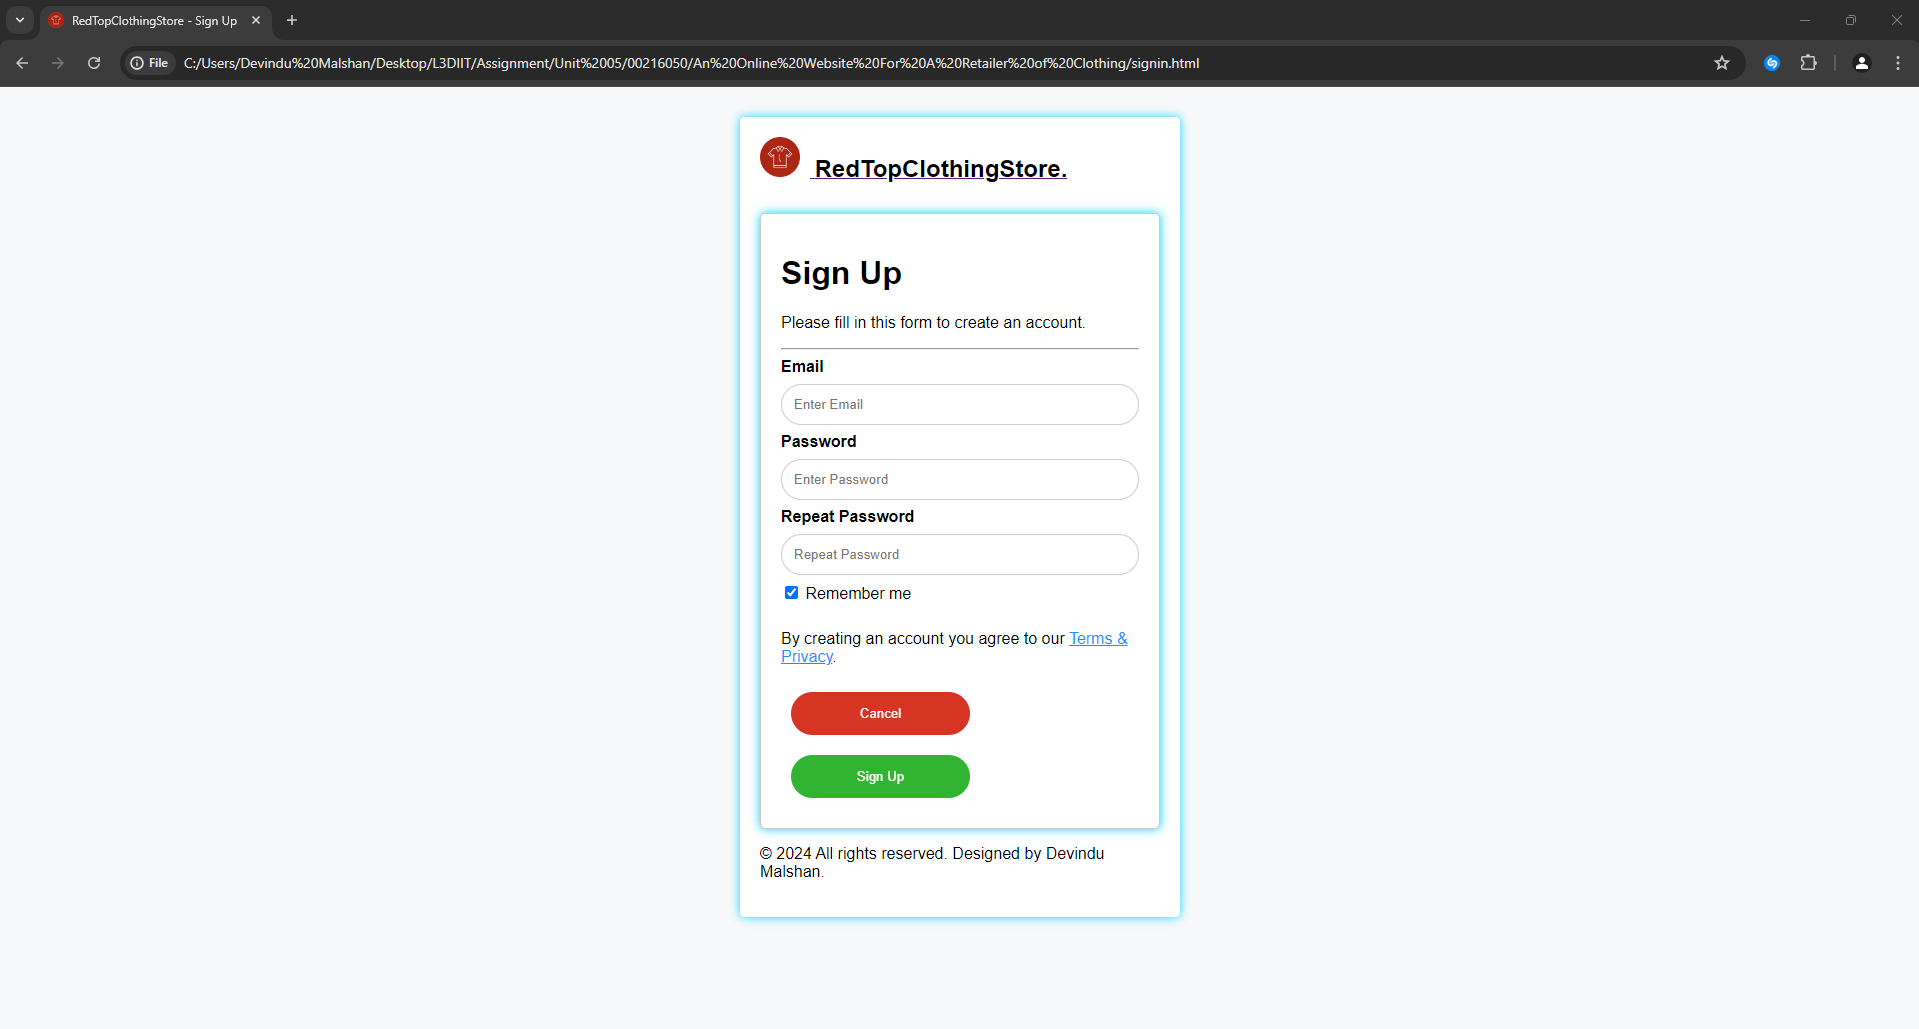 RedTopClothingStore - Sign Up
File C:/Users/Devindu%20Malshan/Desktop/L3DIIT/Assignment/Unit%2005/00216050/An%20Online%20Website%20For%20A%20Retailer%20of%20Clothing/signin.html
RedTopClothingStore.
Sign Up
Please fill in this form to create an account.
Email
Enter Email
Password
Enter Password
Repeat Password
Repeat Password
Remember me
By creating an account you agree to our Terms &
Privacy.
Cancel
Sign Up
© 2024 All rights reserved. Designed by Devindu
Malshan.